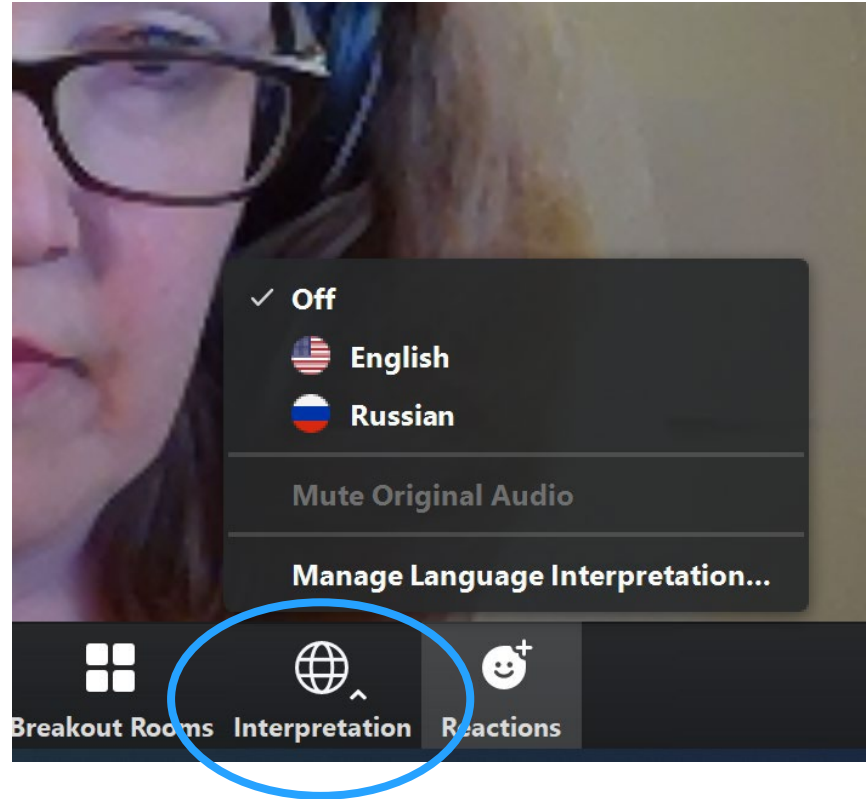 Off
English
Russian
Mute Original Audio
Manage Language Interpretation...
Breakout Rooms Interpretation Reactions